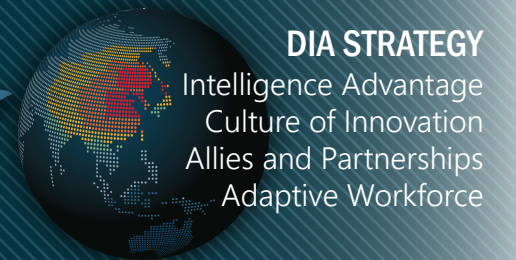 DIA STRATEGY
Intelligence Advantage
Culture of Innovation
Allies and Partnerships
Adaptive Workforce